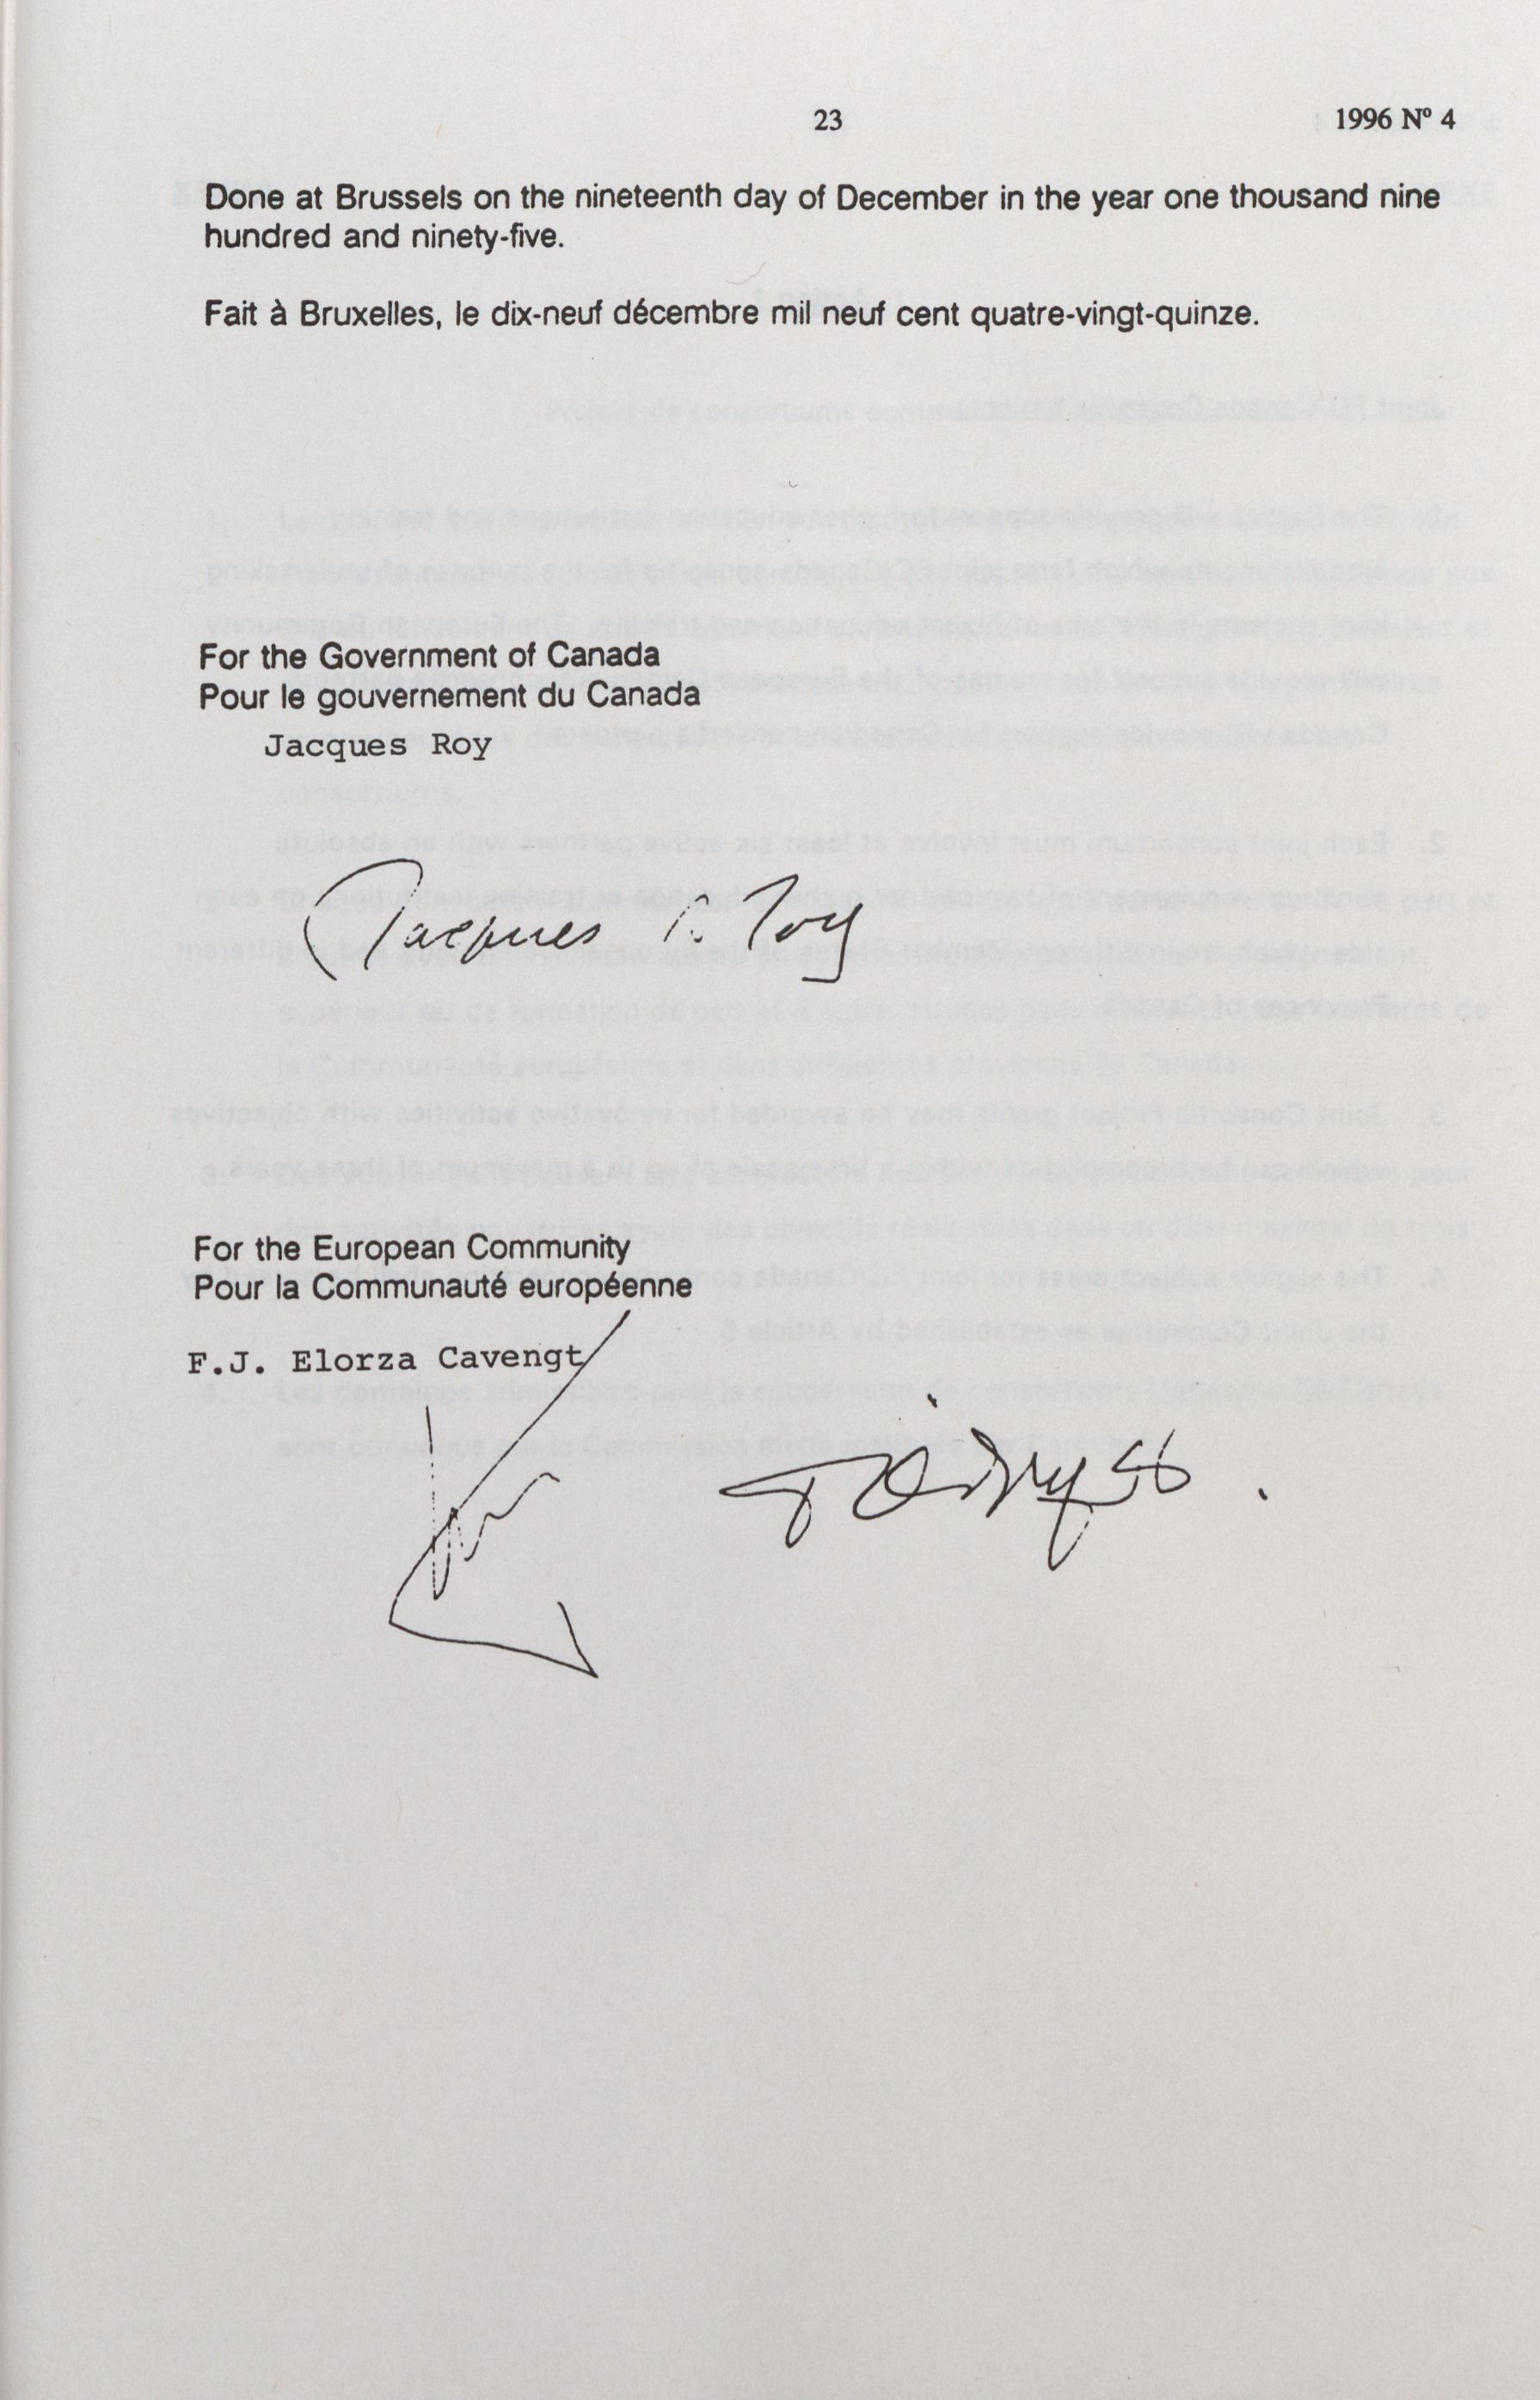 23
1996 Nº 4
Done at Brussels on the nineteenth day of December in the year one thousand nine
hundred and ninety-five.
Fait à Bruxelles, le dix-neuf décembre mil neuf cent quatre-vingt-quinze.
For the Government of Canada
Pour le gouvernement du Canada
Jacques Roy
Jacques S. Roy
For the European Community
Pour la Communauté européenne
F.J. Elorza Cavengt